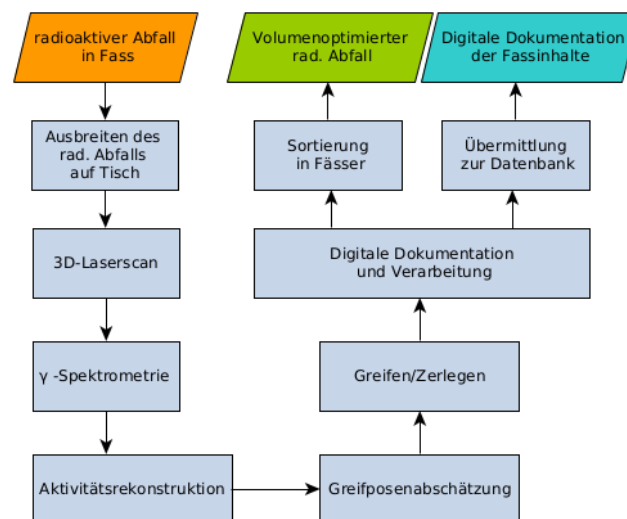 radioaktiver Abfall
in Fass
Ausbreiten des
rad. Abfalls
auf Tisch
3D-Laserscan
γ -Spektrometrie
Aktivitätsrekonstruktion
Greifposenabschätzung
Greifen/Zerlegen
Digitale Dokumentation
und Verarbeitung
Sortierung
in Fässer
Volumenoptimierter
rad. Abfall
Übermittlung
zur Datenbank
Digitale Dokumentation
der Fassinhalte